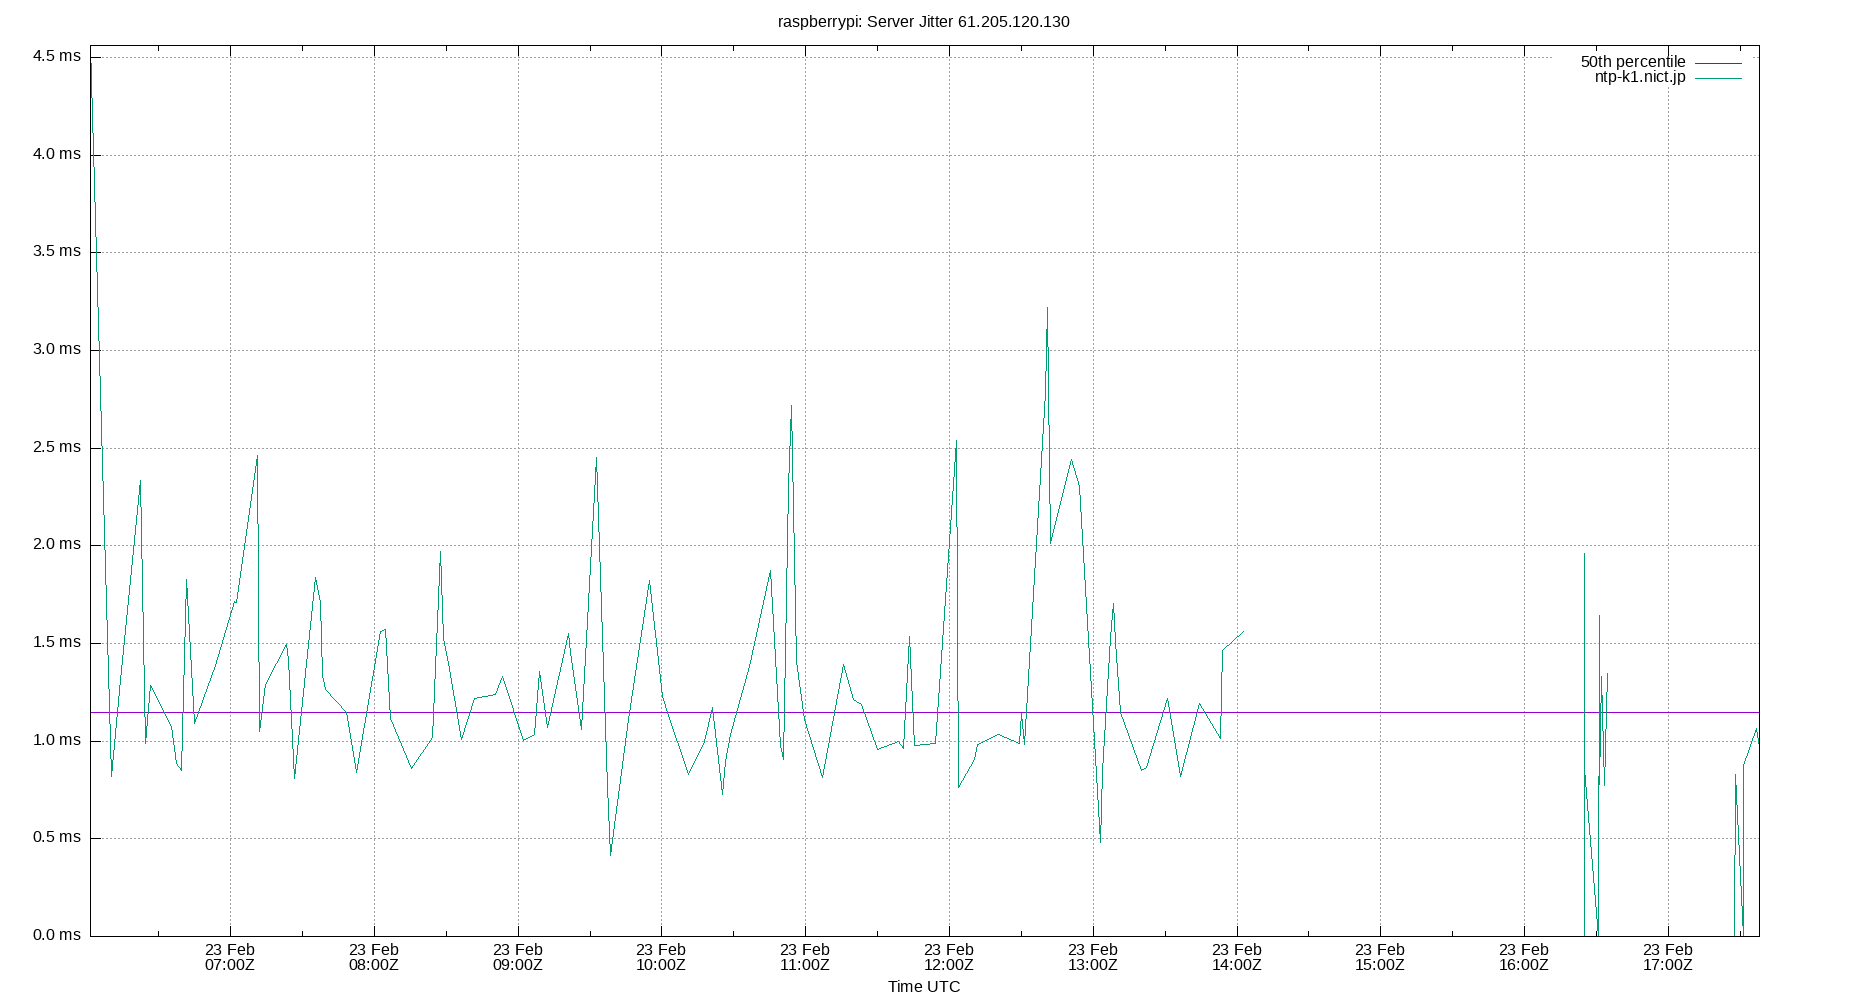 raspberrypi: Server Jitter 61.205.120.130
4.5 ms
4.0 ms
3.5 ms
3.0 ms
2.5 ms
2.0 ms
1.5 ms
1.0 ms
0.5 ms
0.0 ms
50th percentile
ntp-k1.nict.jp
23 Feb 23 Feb 23 Feb 23 Feb 23 Feb 23 Feb 23 Feb 23 Feb 23 Feb 23 Feb 23 Feb
07:00Z 08:00Z 09:00Z 10:00Z 11:00Z 12:00Z 13:00Z 14:00Z 15:00Z 16:00Z 17:00Z
Time UTC